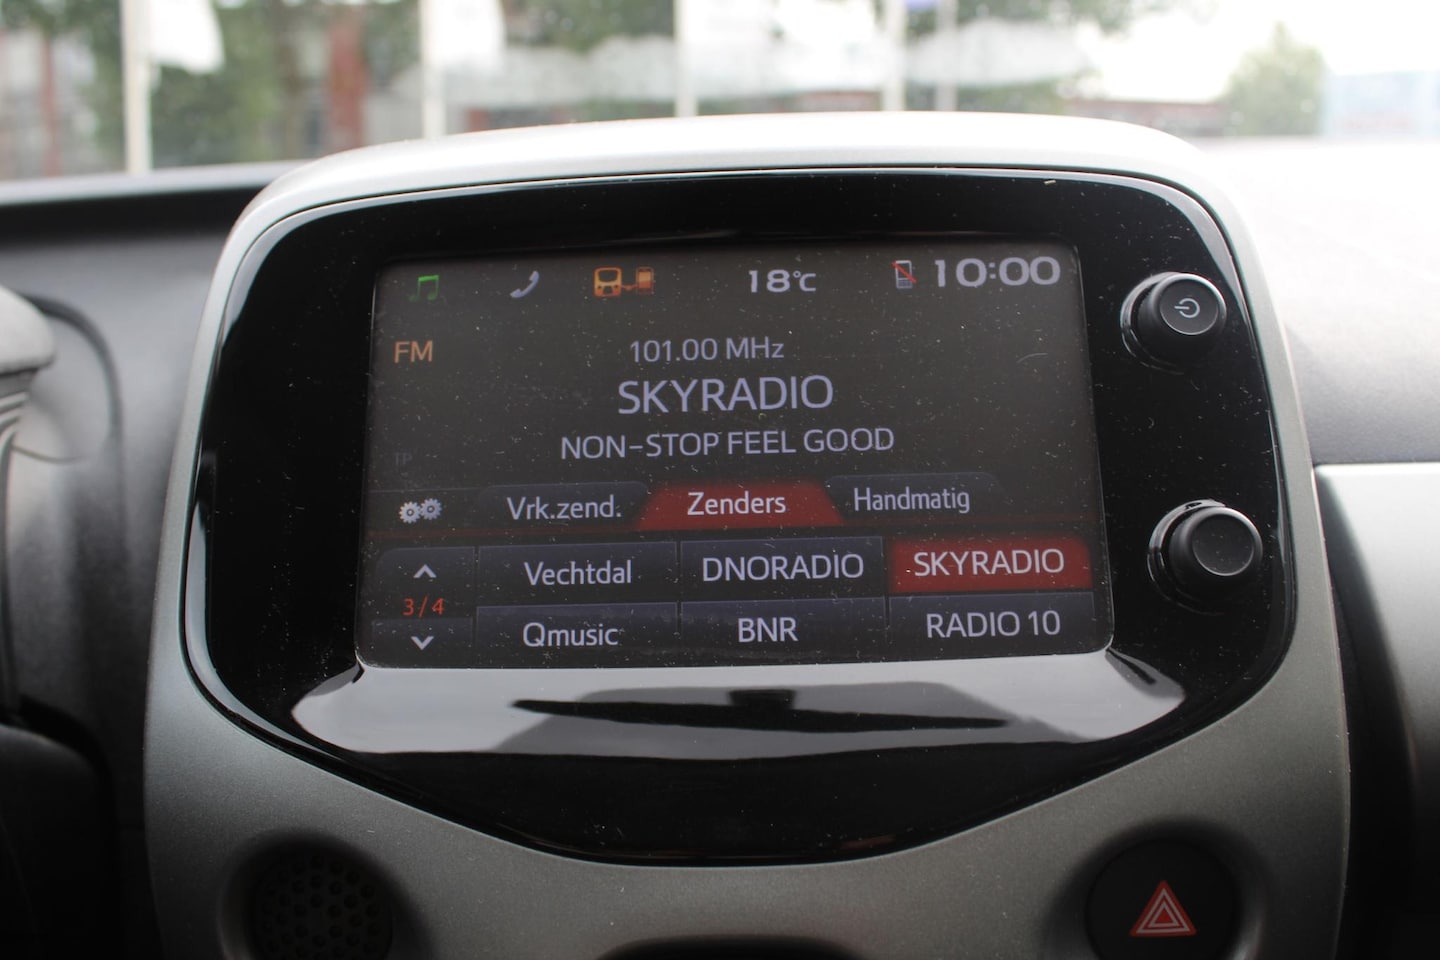 18°C 10:00
FM 101.00 MHz
SKYRADIO
NON-STOP FEEL GOOD
TP
Vrk.zend. Zenders Handmatig
Vechtdal DNORADIO SKYRADIO
3/4
Qmusic BNR RADIO 10